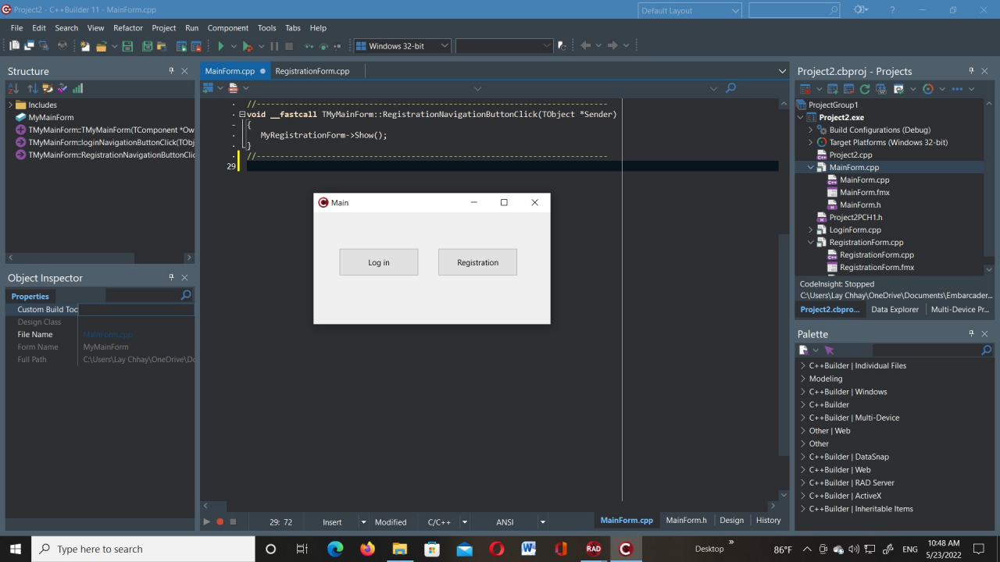 Project2 - C++Builder 11 - MainForm.cpp
Default Layout
File Edit Search View Refactor Project Run Component Tools Tabs Help
Windows 32-bit
Structure
Includes
MyMainForm
TMyMainForm::TMyMainForm(TComponent *Ow
TMyMainForm::loginNavigationButtonClick(TObj
TMyMainForm::RegistrationNavigationButtonClic
Object Inspector
Properties
Custom Build Toc
Design Class
File Name MainForm.cpp
Form Name MyMainForm
Full Path C:\Users\Lay Chhay\OneDrive\Do
MainForm.cpp RegistrationForm.cpp
//---------------------------------------------------------------------------
void __fastcall TMyMainForm::RegistrationNavigationButtonClick(TObject *Sender)
{
MyRegistrationForm->Show();
}
//---------------------------------------------------------------------------
29
Main
Log in Registration
29: 72 Insert Modified C/C++ ANSI MainForm.cpp MainForm.h Design History
Project2.cbproj - Projects
ProjectGroup1
Project2.exe
Build Configurations (Debug)
Target Platforms (Windows 32-bit)
Project2.cpp
MainForm.cpp
MainForm.cpp
MainForm.fmx
MainForm.h
Project2PCH1.h
LoginForm.cpp
RegistrationForm.cpp
RegistrationForm.cpp
RegistrationForm.fmx
CodeInsight: Stopped
C:\Users\Lay Chhay\OneDrive\Documents\Embarcader...
Project2.cbpro... Data Explorer Multi-Device Pr...
Palette
C++Builder | Individual Files
Modeling
C++Builder | Windows
C++Builder
C++Builder | Multi-Device
Other | Web
Other
C++Builder | DataSnap
C++Builder | Web
C++Builder | RAD Server
C++Builder | ActiveX
C++Builder | Inheritable Items
Type here to search
RAD
Desktop
»
86°F
ENG
10:48 AM
5/23/2022